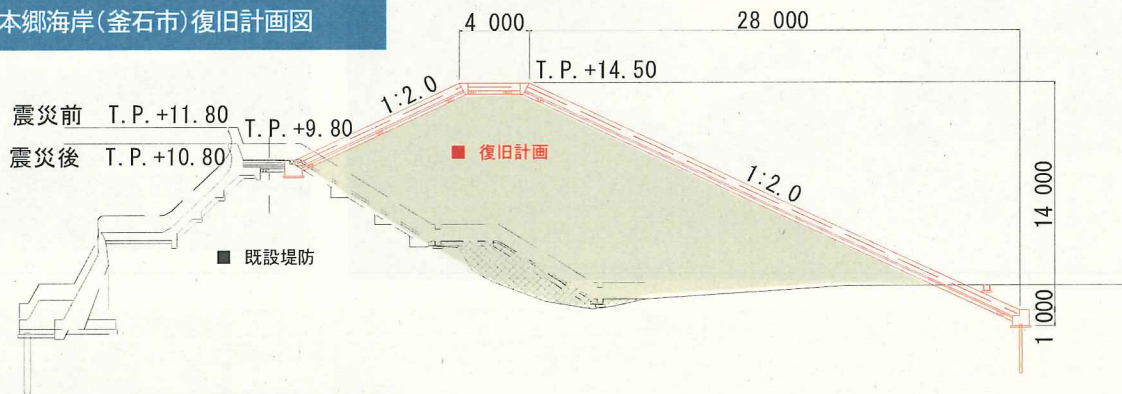 本郷海岸(釜石市)復旧計画図
4 000
28 000
T.P.+14.50
1:2.0
震災前 T.P.+11.80
T.P.+9.80
震災後 T.P.+10.80
■ 復旧計画
1:2.0
14 000
■ 既設堤防
1 000